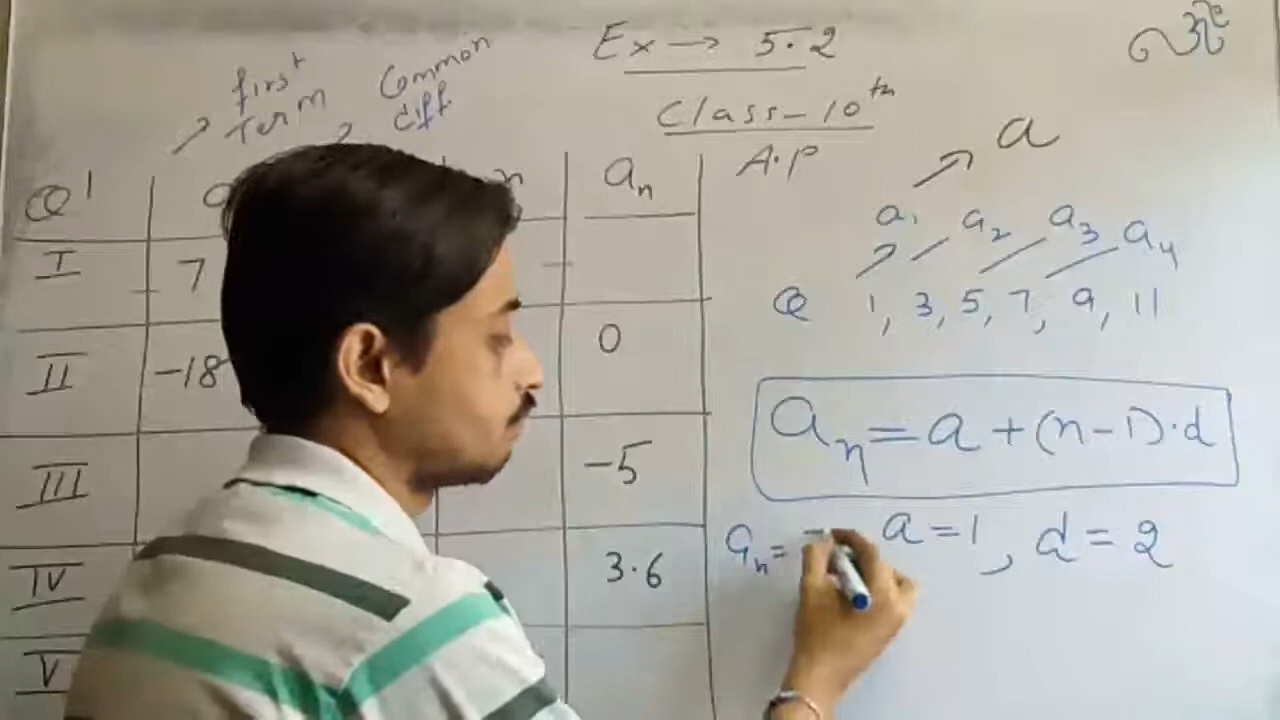 Ex → 5.2
Class-10th
A.P
first
term
Common
diff.
Q1
n
an
I
7
II
-18
0
III
-5
IV
3.6
V
a
a1 a2 a3 a4
Q 1, 3, 5, 7, 9, 11
an = a + (n-1)·d
an = a = 1, d = 2